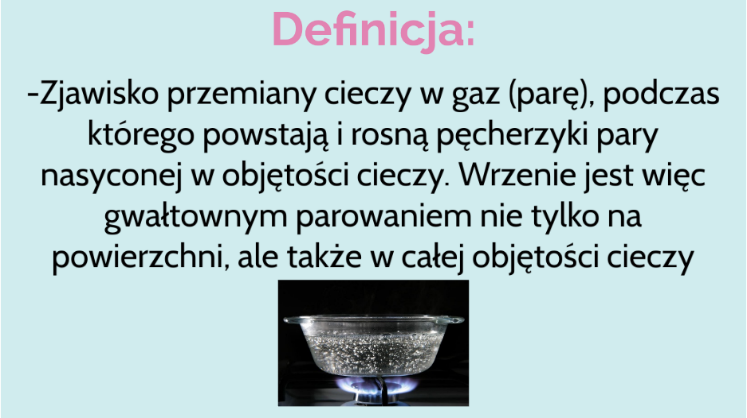 Definicja:
-Zjawisko przemiany cieczy w gaz (parę), podczas
którego powstają i rosną pęcherzyki pary
nasyconej w objętości cieczy. Wrzenie jest więc
gwałtownym parowaniem nie tylko na
powierzchni, ale także w całej objętości cieczy